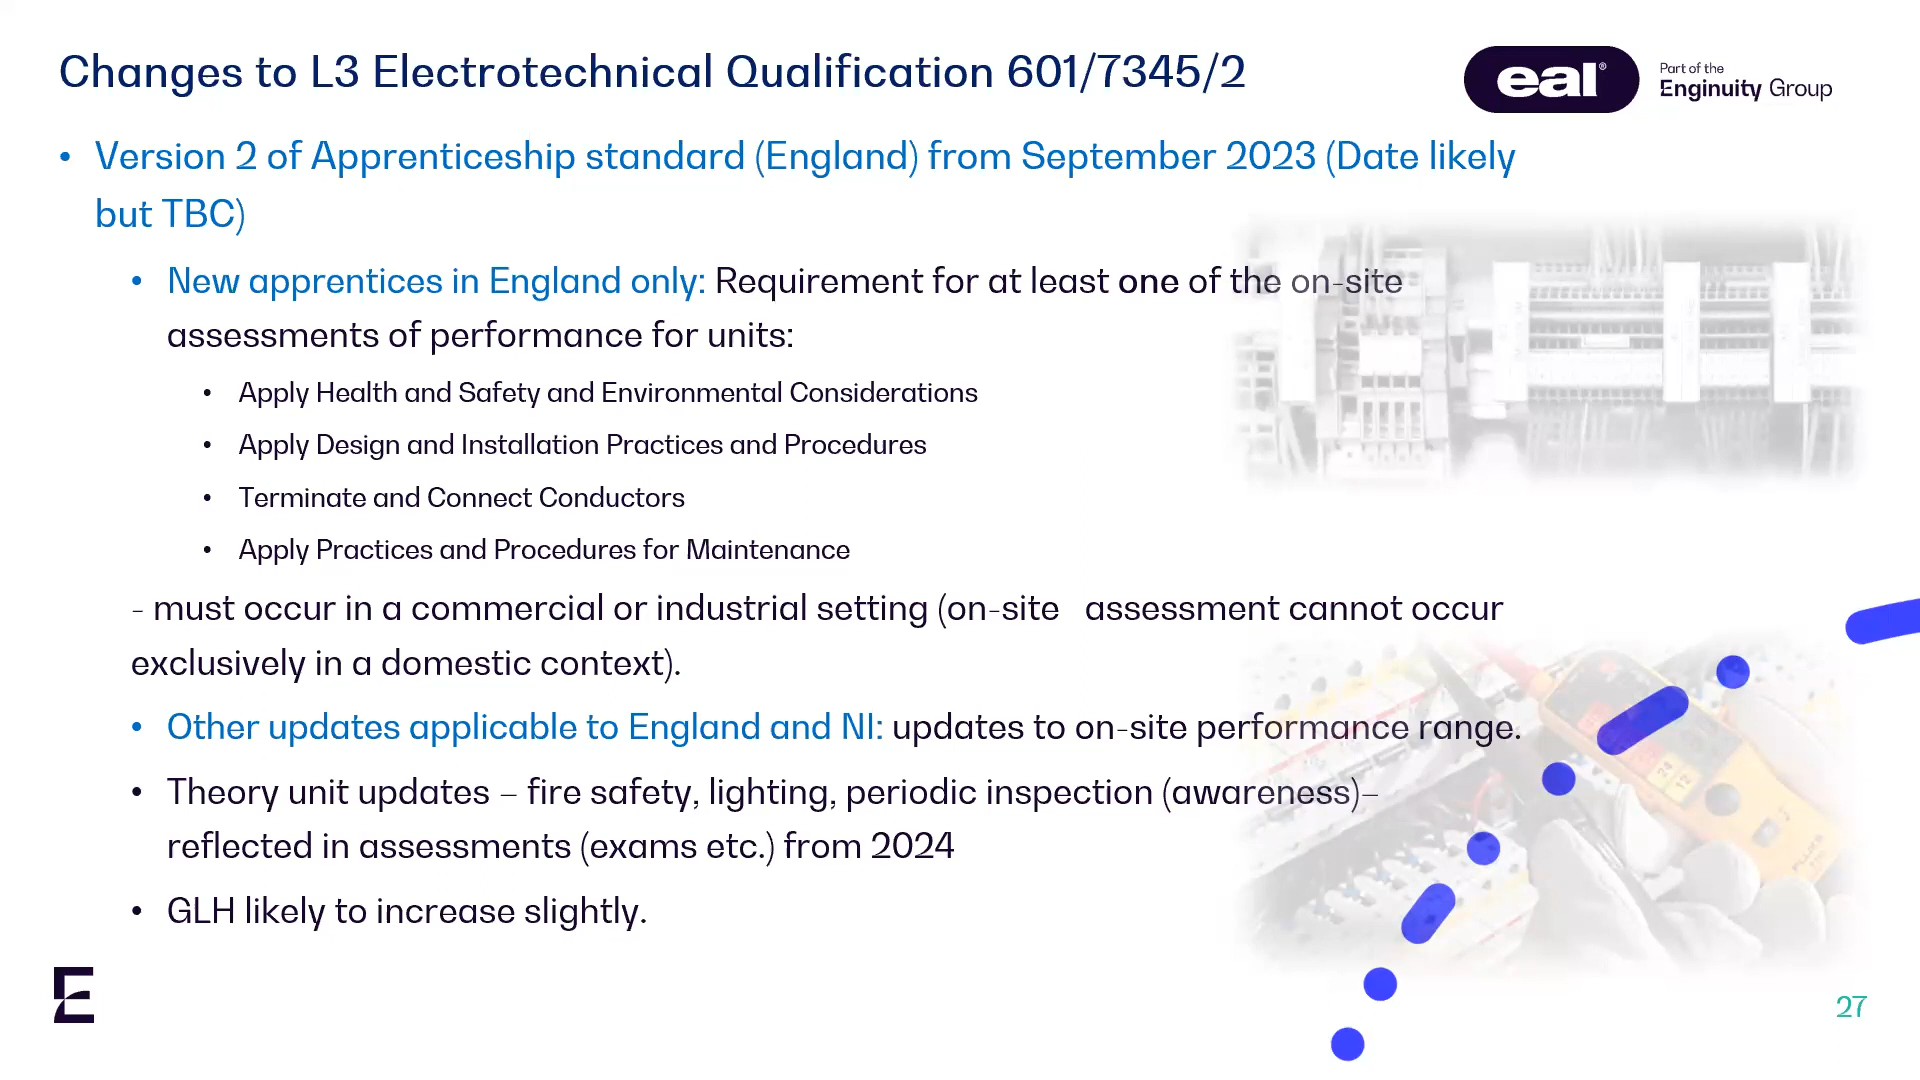 Changes to L3 Electrotechnical Qualification 601/7345/2
eal®
Part of the
Enginuity Group
• Version 2 of Apprenticeship standard (England) from September 2023 (Date likely
but TBC)
• New apprentices in England only: Requirement for at least one of the on-site
assessments of performance for units:
• Apply Health and Safety and Environmental Considerations
• Apply Design and Installation Practices and Procedures
• Terminate and Connect Conductors
• Apply Practices and Procedures for Maintenance
- must occur in a commercial or industrial setting (on-site assessment cannot occur
exclusively in a domestic context).
• Other updates applicable to England and NI: updates to on-site performance range.
• Theory unit updates – fire safety, lighting, periodic inspection (awareness)–
reflected in assessments (exams etc.) from 2024
• GLH likely to increase slightly.
E
27